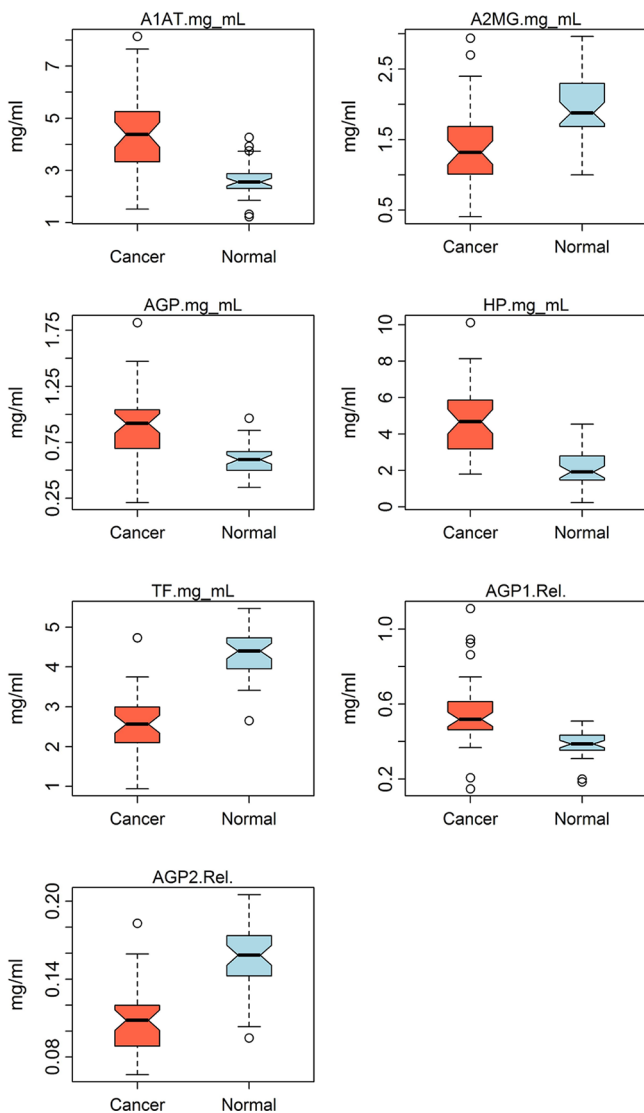 A1AT.mg_mL
mg/ml
7
5
3
1
Cancer Normal
A2MG.mg_mL
mg/ml
2.5
1.5
0.5
Cancer Normal
AGP.mg_mL
mg/ml
1.75
1.25
0.75
0.25
Cancer Normal
HP.mg_mL
mg/ml
10
8
6
4
2
0
Cancer Normal
TF.mg_mL
mg/ml
5
4
3
2
1
Cancer Normal
AGP1.Rel.
mg/ml
1.0
0.6
0.2
Cancer Normal
AGP2.Rel.
mg/ml
0.20
0.14
0.08
Cancer Normal